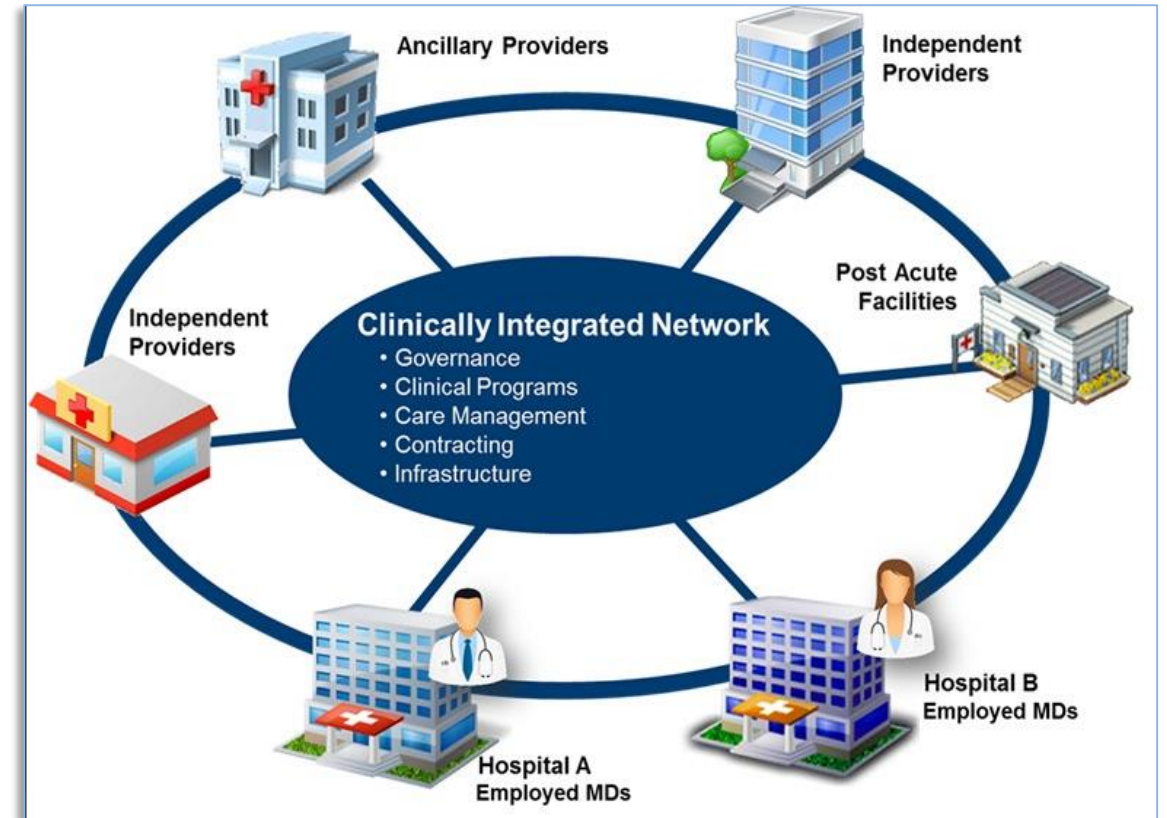 Ancillary Providers
Independent
Providers
Post Acute
Facilities
Independent
Providers
Clinically Integrated Network
• Governance
• Clinical Programs
• Care Management
• Contracting
• Infrastructure
Hospital A
Employed MDs
Hospital B
Employed MDs